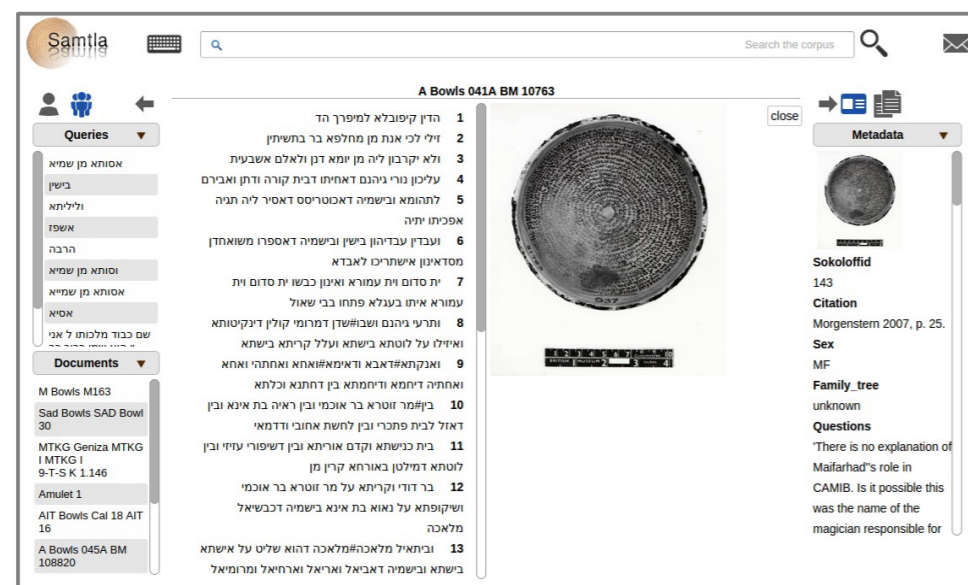 Samtla
Search the corpus
A Bowls 041A BM 10763
Queries
אסותא מן שמיא
בישין
ולילתא
אשפז
הרבה
וסותא מן שמיא
אסותא מן שמייא
אסיא
שם כבוד מלכותו ל אני
Documents
M Bowls M163
Sad Bowls SAD Bowl
30
MTKG Geniza MTKG
I MTKG I
9-T-S K 1.146
Amulet 1
AIT Bowls Cal 18 AIT
16
A Bowls 045A BM
108820
1 הדין קיפובלא למיפרך הד
2 זילי לכי אנת מן מחלפא בר בתשיתין
3 ולא יקרבון ליה מן יומא דנן ולאלם אשבעית
4 עליכון נורי גיהנם דאחיתו דבית קורה ודתן ואבירם
5 לתהומא ובישמיה דאכוטריסס דאסיר ליה תגיה
אפכיתו יתיה
6 ועבדין עבדיהון בישין ובישמיה דאספרו משואחדן
מסדאינון אישתריכו לאבדא
7 ית סדום וית עמורא ואינון כבשו ית סדום וית
עמורא איתו בעגלא פתחו בבי שאול
8 ותרעי גיהנם ושבו#שדן דמרומי קולין דינקיטותא
ואיזילו על לוטתא בישתא ועלל קריתא בישתא
9 ואנקתא#דאבא ודאימא#ואחא ואחתהי ואחא
ואחתיה דיחמא ודיחמתא בין דחתנא וכלתא
10 בין#מר זוטרא בר אוכמי ובין ראיה בת אינא ובין
דאזל לבית פתכרי ובין לחשת אחובי ודדמאי
11 בית כנישתא וקדם אוריתא ובין דשיפורי עזיזי ובין
לוטתא דמילטן באורחא קרין מן
12 בר דודי וקריתא על מר זוטרא בר אוכמי
ושיקופתא על נאוא בת אינא בישמיה דכבשיאל
מלאכה
13 וביתאיל מלאכה#מלאכה דהוא שליט על אישתא
בישתא ובישמיה דאביאל ואריאל וארחיאל ומרומיאל
close
937
BRITISH MUSEUM
Metadata
Sokoloffid
143
Citation
Morgenstern 2007, p. 25.
Sex
MF
Family_tree
unknown
Questions
'There is no explanation of
Maifarhad"s role in
CAMIB. Is it possible this
was the name of the
magician responsible for